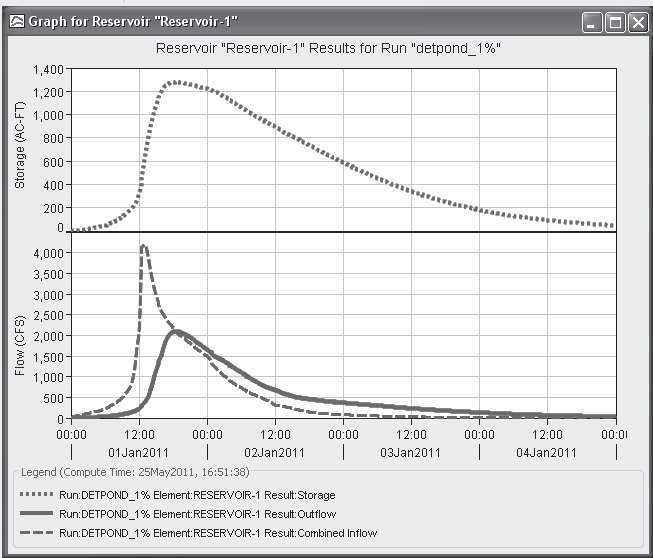 Graph for Reservoir "Reservoir-1"
Reservoir "Reservoir-1" Results for Run "detpond_1%"
Storage (AC-FT)
1,400
1,200
1,000
800
600
400
200
0
Flow (CFS)
4,000
3,500
3,000
2,500
2,000
1,500
1,000
500
0
00:00 12:00 00:00 12:00 00:00 12:00 00:00 12:00 00:0
01Jan2011 02Jan2011 03Jan2011 04Jan2011
Legend (Compute Time: 25May2011, 16:51:38)
Run:DETPOND_1% Element:RESERVOIR-1 Result:Storage
Run:DETPOND_1% Element:RESERVOIR-1 Result:Outflow
Run:DETPOND_1% Element:RESERVOIR-1 Result:Combined Inflow